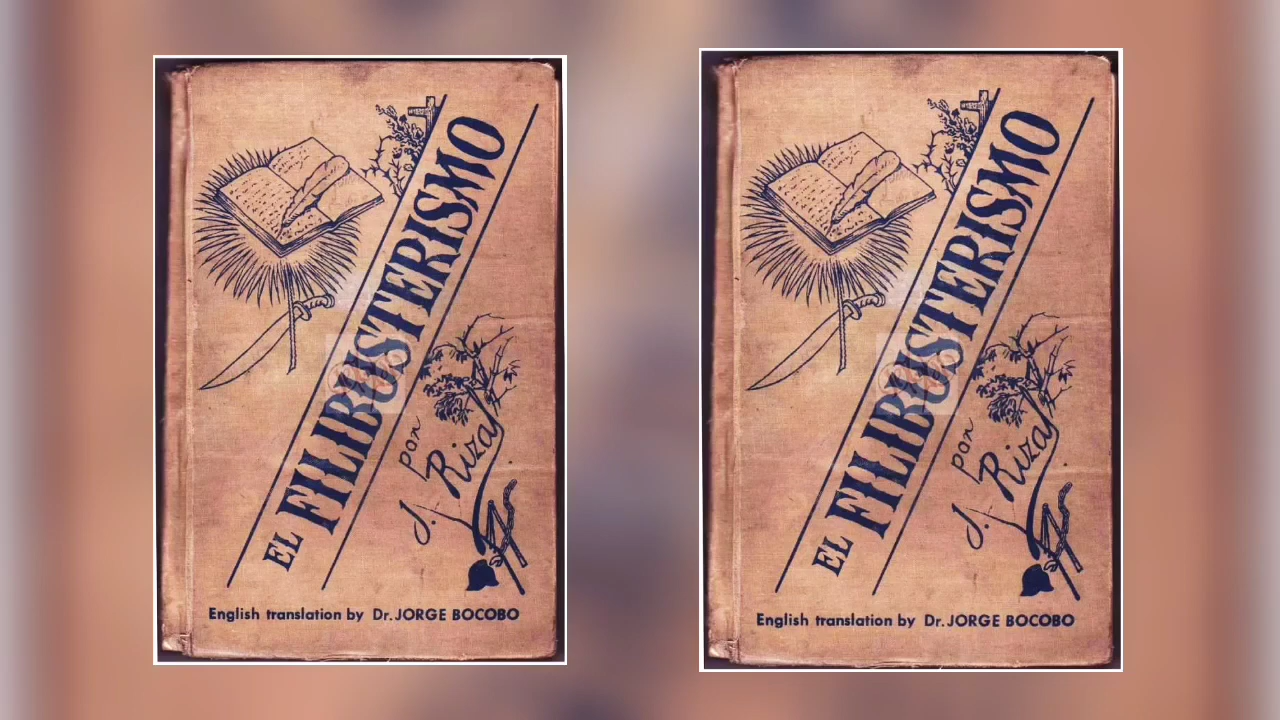 EL FILIBUSTERISMO
por
J. Rizal
English translation by Dr. JORGE BOCOBO
EL FILIBUSTERISMO
por
J. Rizal
English translation by Dr. JORGE BOCOBO